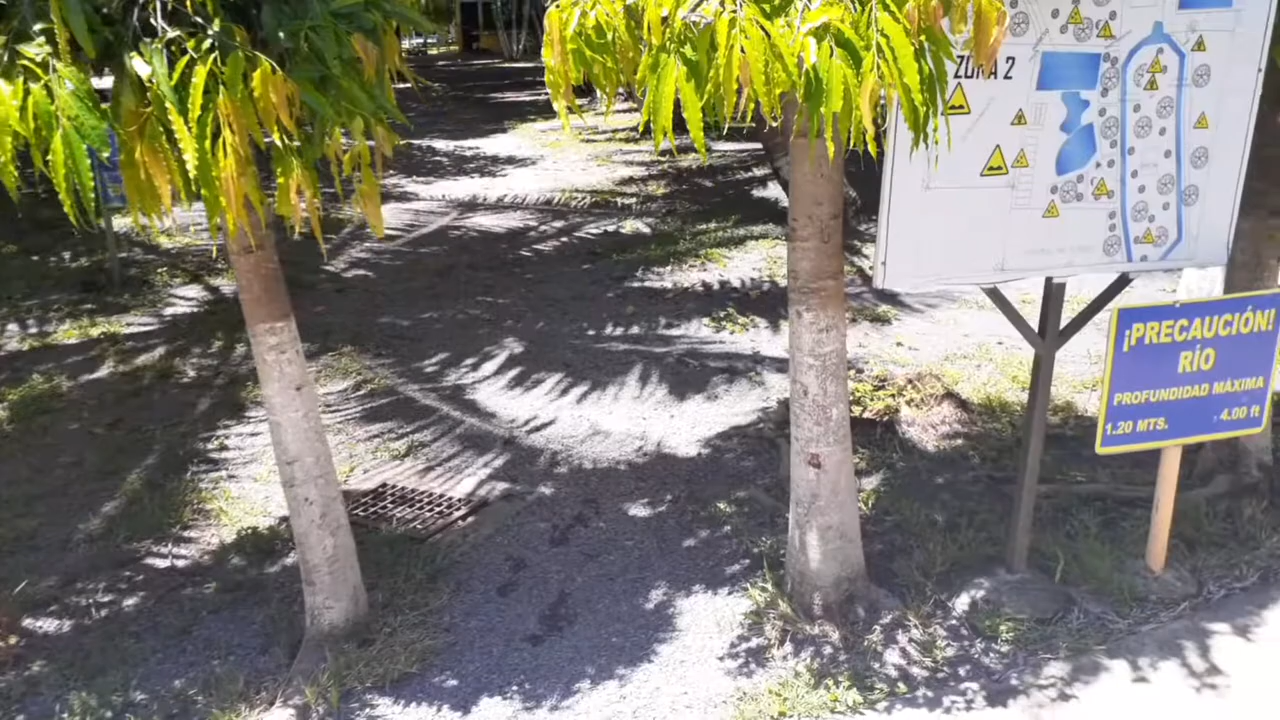 ZONA 2
¡PRECAUCIÓN!
RÍO
PROFUNDIDAD MÁXIMA
1.20 MTS. 4.00 ft